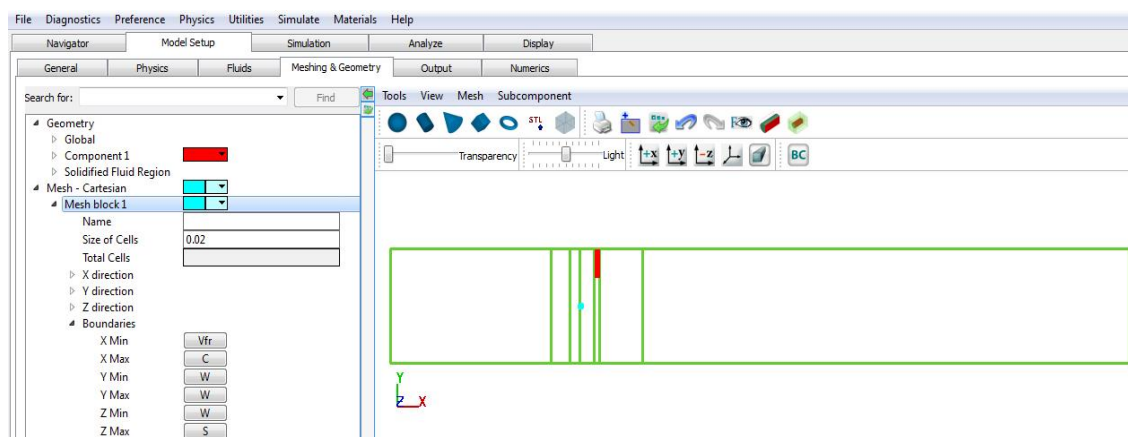 File Diagnostics Preference Physics Utilities Simulate Materials Help
Navigator Model Setup Simulation Analyze Display
General Physics Fluids Meshing & Geometry Output Numerics
Search for: Find
Tools View Mesh Subcomponent
Geometry
Global
Component 1
Solidified Fluid Region
Mesh - Cartesian
Mesh block 1
Name
Size of Cells 0.02
Total Cells
X direction
Y direction
Z direction
Boundaries
X Min Vfr
X Max C
Y Min W
Y Max W
Z Min W
Z Max S
STL
Transparency Light +x +y -z BC
Y
Z X